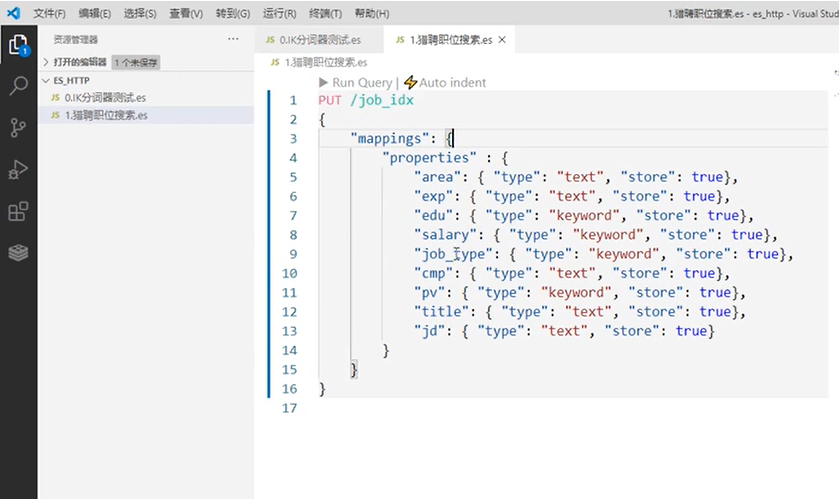 文件(F) 编辑(E) 选择(S) 查看(V) 转到(G) 运行(R) 终端(T) 帮助(H) 1.猎聘职位搜索.es - es_http - Visual Stud
资源管理器 ···
JS 0.IK分词器测试.es JS 1.猎聘职位搜索.es ×
打开的编辑器 1 个未保存
JS 1.猎聘职位搜索.es
ES_HTTP
JS 0.IK分词器测试.es
JS 1.猎聘职位搜索.es
1
Run Query | Auto indent
1 PUT /job_idx
2 {
3 "mappings": {
4 "properties" : {
5 "area": { "type": "text", "store": true},
6 "exp": { "type": "text", "store": true},
7 "edu": { "type": "keyword", "store": true},
8 "salary": { "type": "keyword", "store": true},
9 "job_type": { "type": "keyword", "store": true},
10 "cmp": { "type": "text", "store": true},
11 "pv": { "type": "keyword", "store": true},
12 "title": { "type": "text", "store": true},
13 "jd": { "type": "text", "store": true}
14 }
15 }
16 }
17